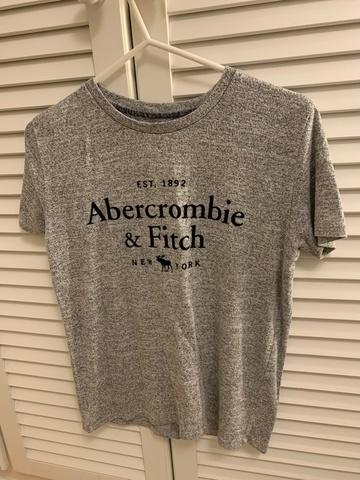 EST. 1892
Abercrombie
& Fitch
NEW YORK